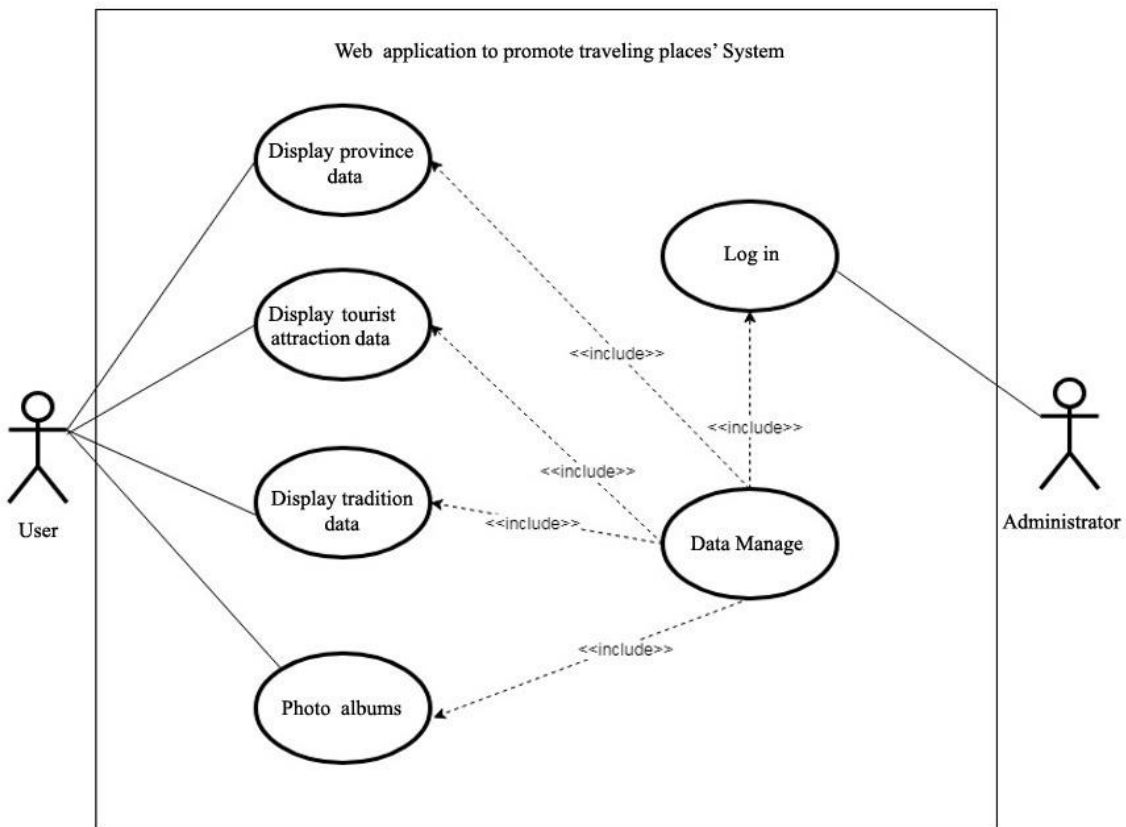 Web application to promote traveling places' System
Display province
data
Log in
Display tourist
attraction data
<<include>>
<<include>>
<<include>>
Display tradition
data
<<include>>
User
Administrator
Data Manage
<<include>>
Photo albums